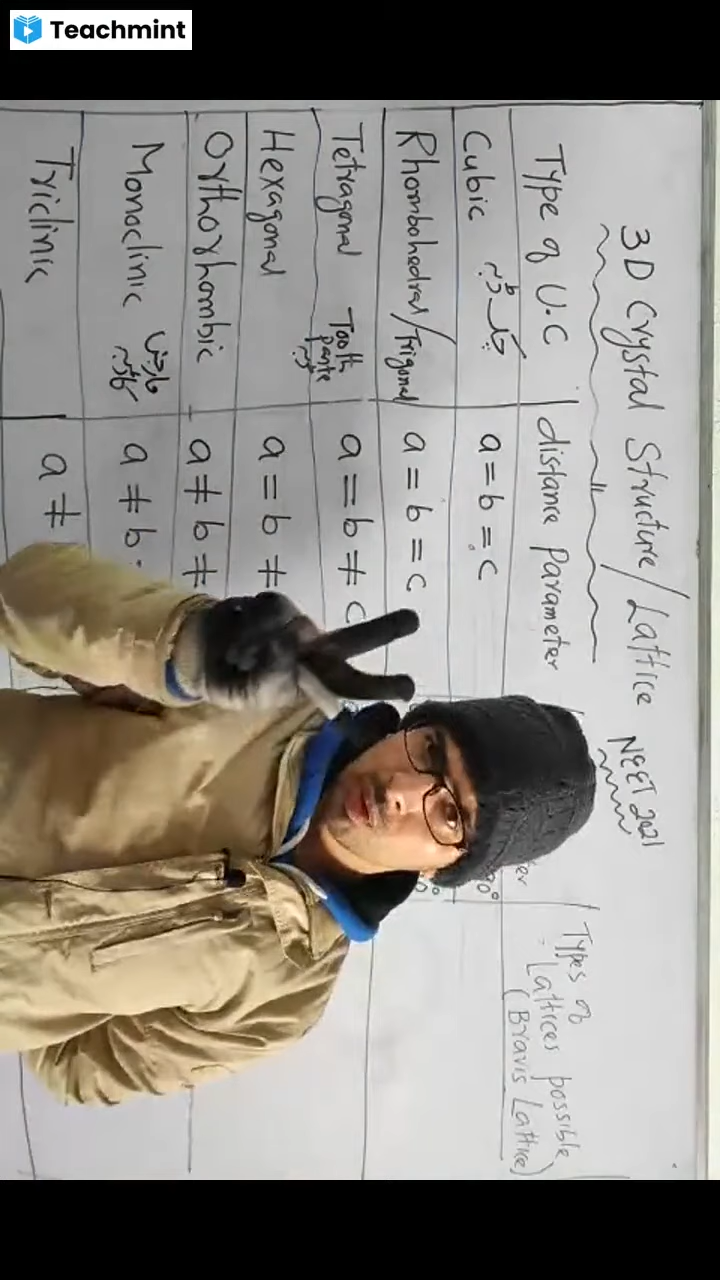 Teachmint
3D Crystal Structure/Lattice NEET 2021
Type of U.C
distance Parameter
Types of
Lattices possible
(Bravis Lattice)
Cubic
a = b = c
90°
Rhombohedral/Trigonal
a = b = c
Tetragonal Tooth
paste
a = b ≠ c
Hexagonal
a = b ≠
Orthorhombic
a ≠ b ≠
Monoclinic
a ≠ b
Triclinic
a ≠